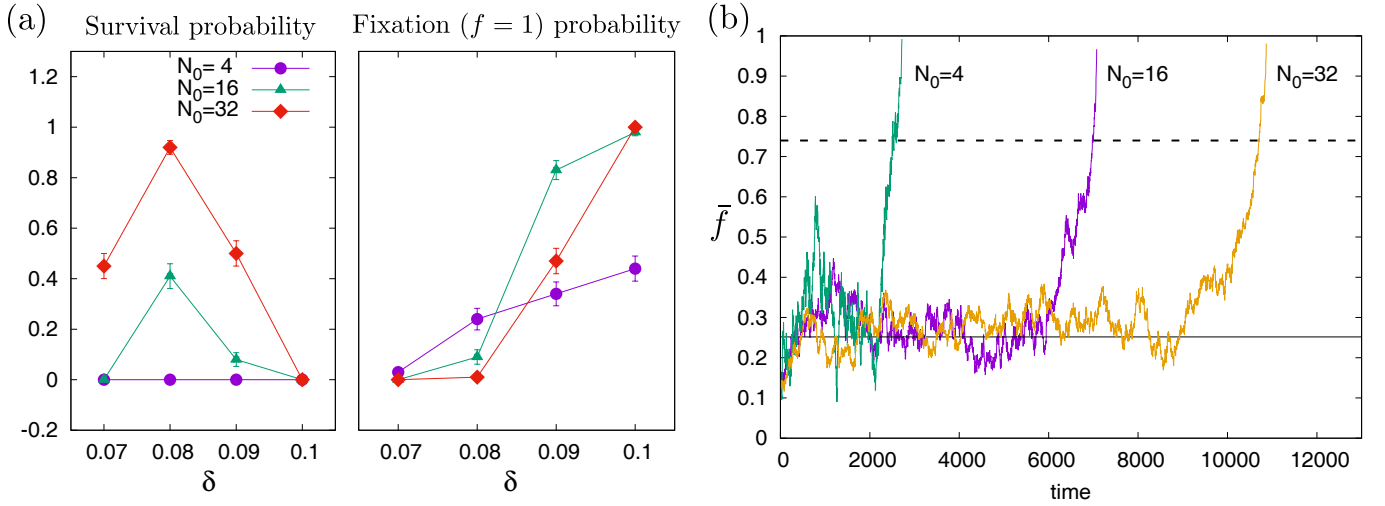 (a)
Survival probability
Fixation (f = 1) probability
N0= 4
N0=16
N0=32
1.2
1
0.8
0.6
0.4
0.2
0
-0.2
0.07 0.08 0.09 0.1
δ
0.07 0.08 0.09 0.1
δ
(b)
1
0.9
0.8
0.7
0.6
0.5
0.4
0.3
0.2
0.1
0
f̄
N0=4
N0=16
N0=32
0 2000 4000 6000 8000 10000 12000
time